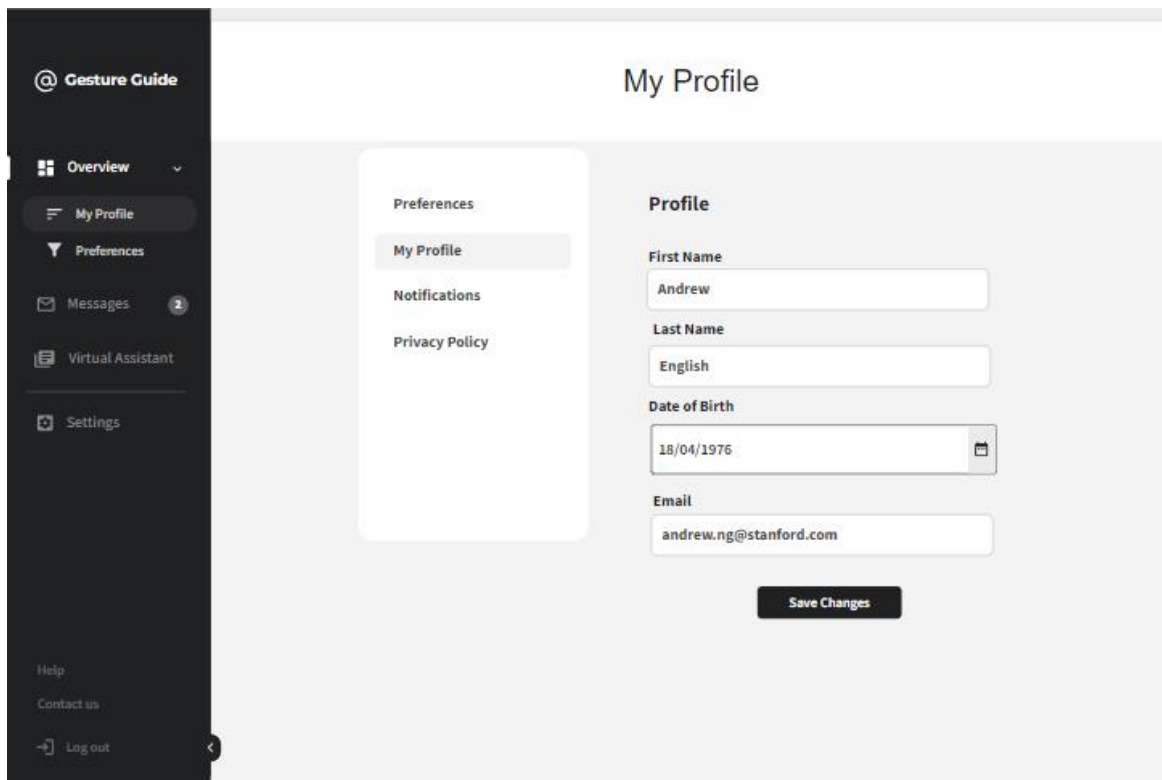 @ Gesture Guide
Overview
My Profile
Preferences
Messages 2
Virtual Assistant
Settings
Help
Contact us
Log out
My Profile
Preferences
My Profile
Notifications
Privacy Policy
Profile
First Name
Andrew
Last Name
English
Date of Birth
18/04/1976
Email
andrew.ng@stanford.com
Save Changes